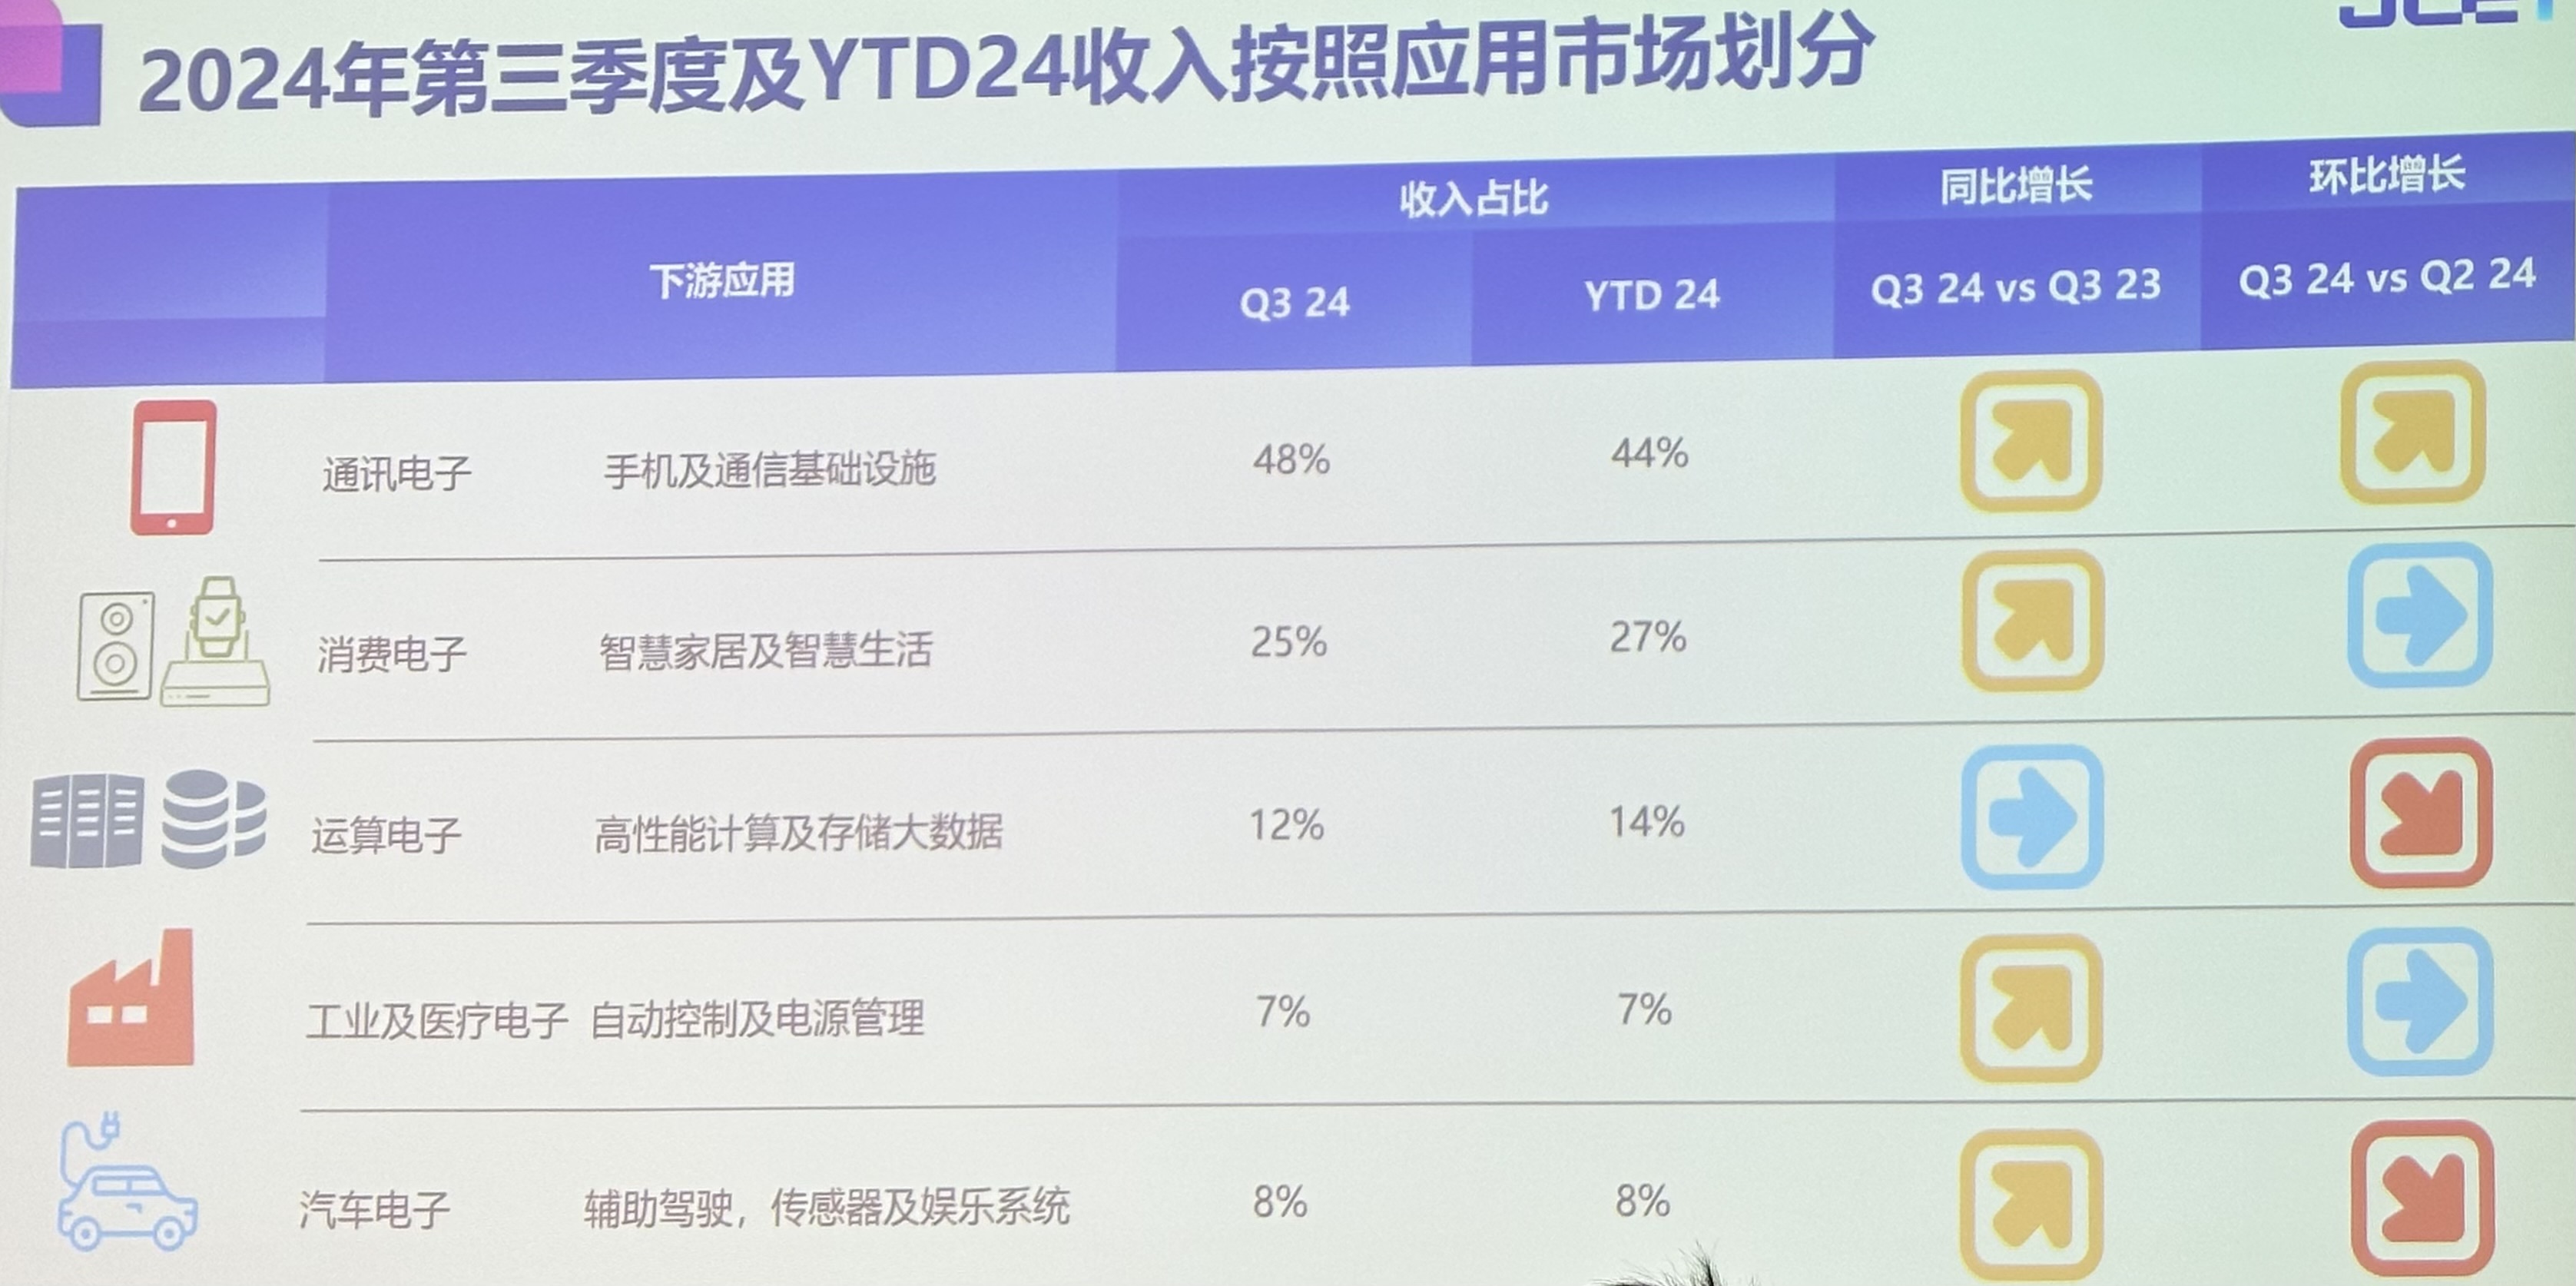 2024年第三季度及YTD24收入按照应用市场划分
下游应用 收入占比 同比增长 环比增长
Q3 24 YTD 24 Q3 24 vs Q3 23 Q3 24 vs Q2 24
通讯电子 手机及通信基础设施 48% 44%
消费电子 智慧家居及智慧生活 25% 27%
运算电子 高性能计算及存储大数据 12% 14%
工业及医疗电子 自动控制及电源管理 7% 7%
汽车电子 辅助驾驶，传感器及娱乐系统 8% 8%